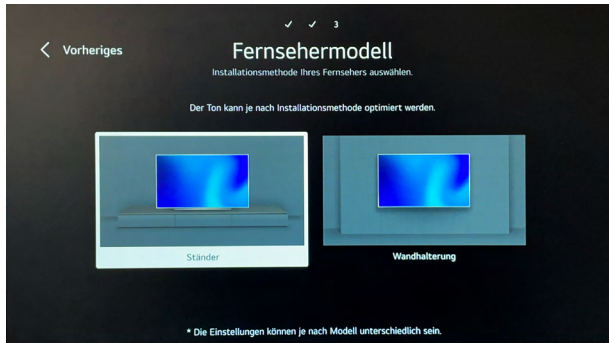 ✓ ✓ 3
Vorheriges
Fernsehermodell
Installationsmethode Ihres Fernsehers auswählen.
Der Ton kann je nach Installationsmethode optimiert werden.
Ständer
Wandhalterung
* Die Einstellungen können je nach Modell unterschiedlich sein.